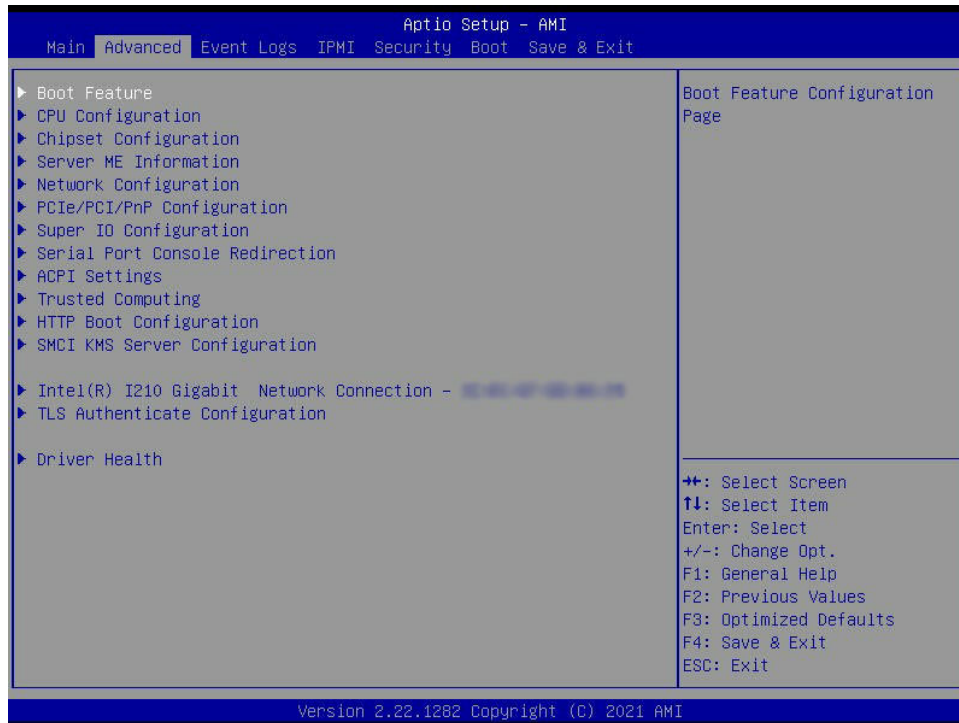 Aptio Setup – AMI
Main Advanced Event Logs IPMI Security Boot Save & Exit
▶ Boot Feature
▶ CPU Configuration
▶ Chipset Configuration
▶ Server ME Information
▶ Network Configuration
▶ PCIe/PCI/PnP Configuration
▶ Super IO Configuration
▶ Serial Port Console Redirection
▶ ACPI Settings
▶ Trusted Computing
▶ HTTP Boot Configuration
▶ SMCI KMS Server Configuration
▶ Intel(R) I210 Gigabit  Network Connection –
▶ TLS Authenticate Configuration
▶ Driver Health
Boot Feature Configuration
Page
→←: Select Screen
↑↓: Select Item
Enter: Select
+/-: Change Opt.
F1: General Help
F2: Previous Values
F3: Optimized Defaults
F4: Save & Exit
ESC: Exit
Version 2.22.1282 Copyright (C) 2021 AMI